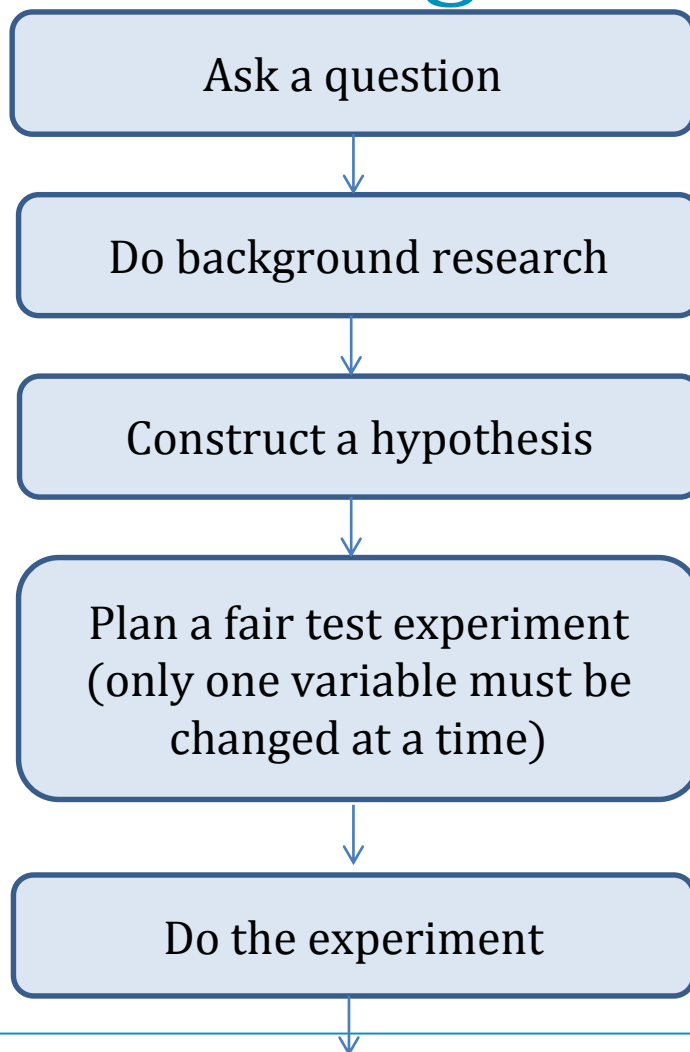 Ask a question
Do background research
Construct a hypothesis
Plan a fair test experiment
(only one variable must be
changed at a time)
Do the experiment